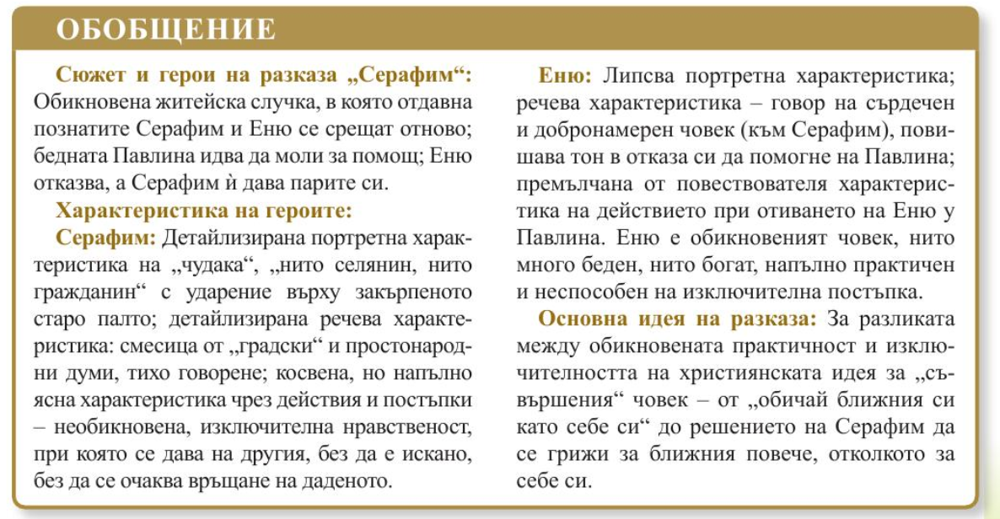 ОБОБЩЕНИЕ
Сюжет и герои на разказа „Серафим“:
Обикновена житейска случка, в която отдавна
познатите Серафим и Еню се срещат отново;
бедната Павлина идва да моли за помощ; Еню
отказва, а Серафим ѝ дава парите си.
Характеристика на героите:
Серафим: Детайлизирана портретна харак-
теристика на „чудака“, „нито селянин, нито
гражданин“ с ударение върху закърпеното
старо палто; детайлизирана речева характе-
ристика: смесица от „градски“ и простонарод-
ни думи, тихо говорене; косвена, но напълно
ясна характеристика чрез действия и постъпки
– необикновена, изключителна нравственост,
при която се дава на другия, без да е искано,
без да се очаква връщане на даденото.
Еню: Липсва портретна характеристика;
речева характеристика – говор на сърдечен
и добронамерен човек (към Серафим), пови-
шава тон в отказа си да помогне на Павлина;
премълчана от повествователя характерис-
тика на действието при отиването на Еню у
Павлина. Еню е обикновеният човек, нито
много беден, нито богат, напълно практичен
и неспособен на изключителна постъпка.
Основна идея на разказа: За разликата
между обикновената практичност и изклю-
чителността на християнската идея за „съ-
вършения“ човек – от „обичай ближния си
като себе си“ до решението на Серафим да
се грижи за ближния повече, отколкото за
себе си.